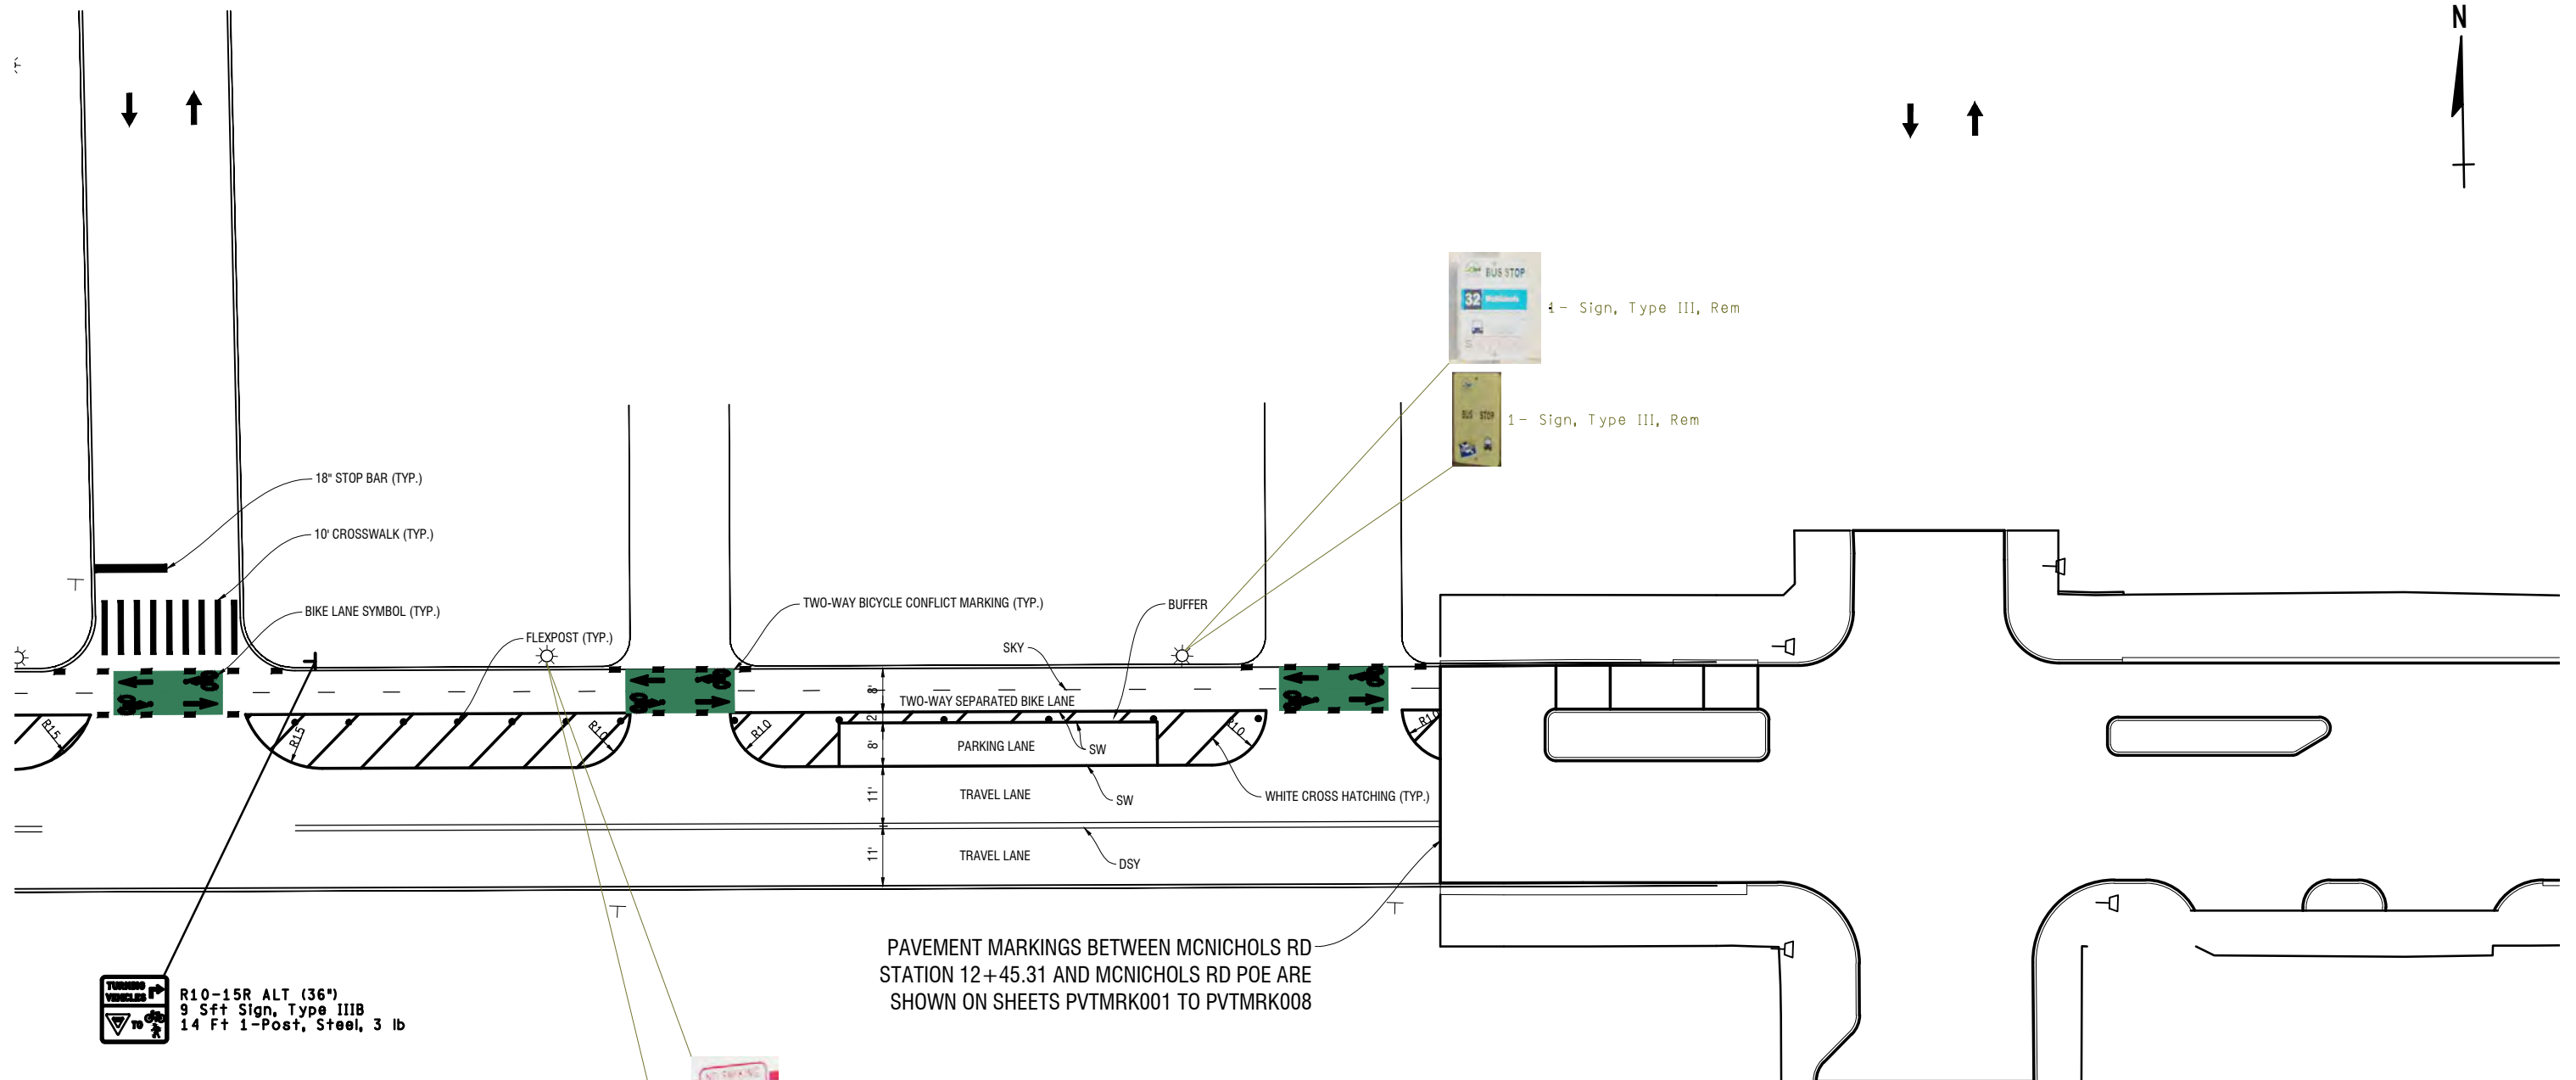 N
BUS STOP
32 McNichols
1- Sign, Type III, Rem
BUS STOP
1- Sign, Type III, Rem
18" STOP BAR (TYP.)
10' CROSSWALK (TYP.)
BIKE LANE SYMBOL (TYP.)
FLEXPOST (TYP.)
TWO-WAY BICYCLE CONFLICT MARKING (TYP.)
BUFFER
SKY
8'
TWO-WAY SEPARATED BIKE LANE
2'
R15
R15
R10
R10
R10
R10
8'
PARKING LANE
SW
11'
TRAVEL LANE
SW
WHITE CROSS HATCHING (TYP.)
11'
TRAVEL LANE
DSY
PAVEMENT MARKINGS BETWEEN MCNICHOLS RD
STATION 12+45.31 AND MCNICHOLS RD POE ARE
SHOWN ON SHEETS PVTMRK001 TO PVTMRK008
TURNING
VEHICLES
TO
R10-15R ALT (36")
9 Sft Sign, Type IIIB
14 Ft 1-Post, Steel, 3 lb
NO PARKING